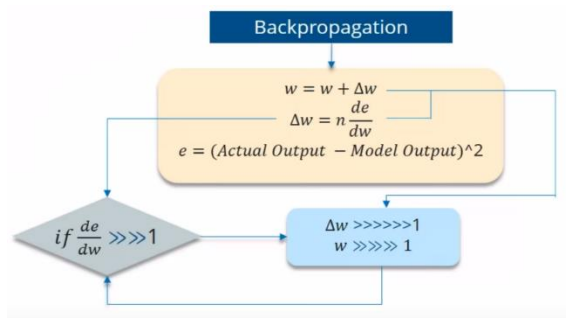 Backpropagation
w = w + Δw
Δw = n de/dw
e = (Actual Output − Model Output)^2
if de/dw ⋙≫1
Δw >>>>>>1
w ⋙≫ 1